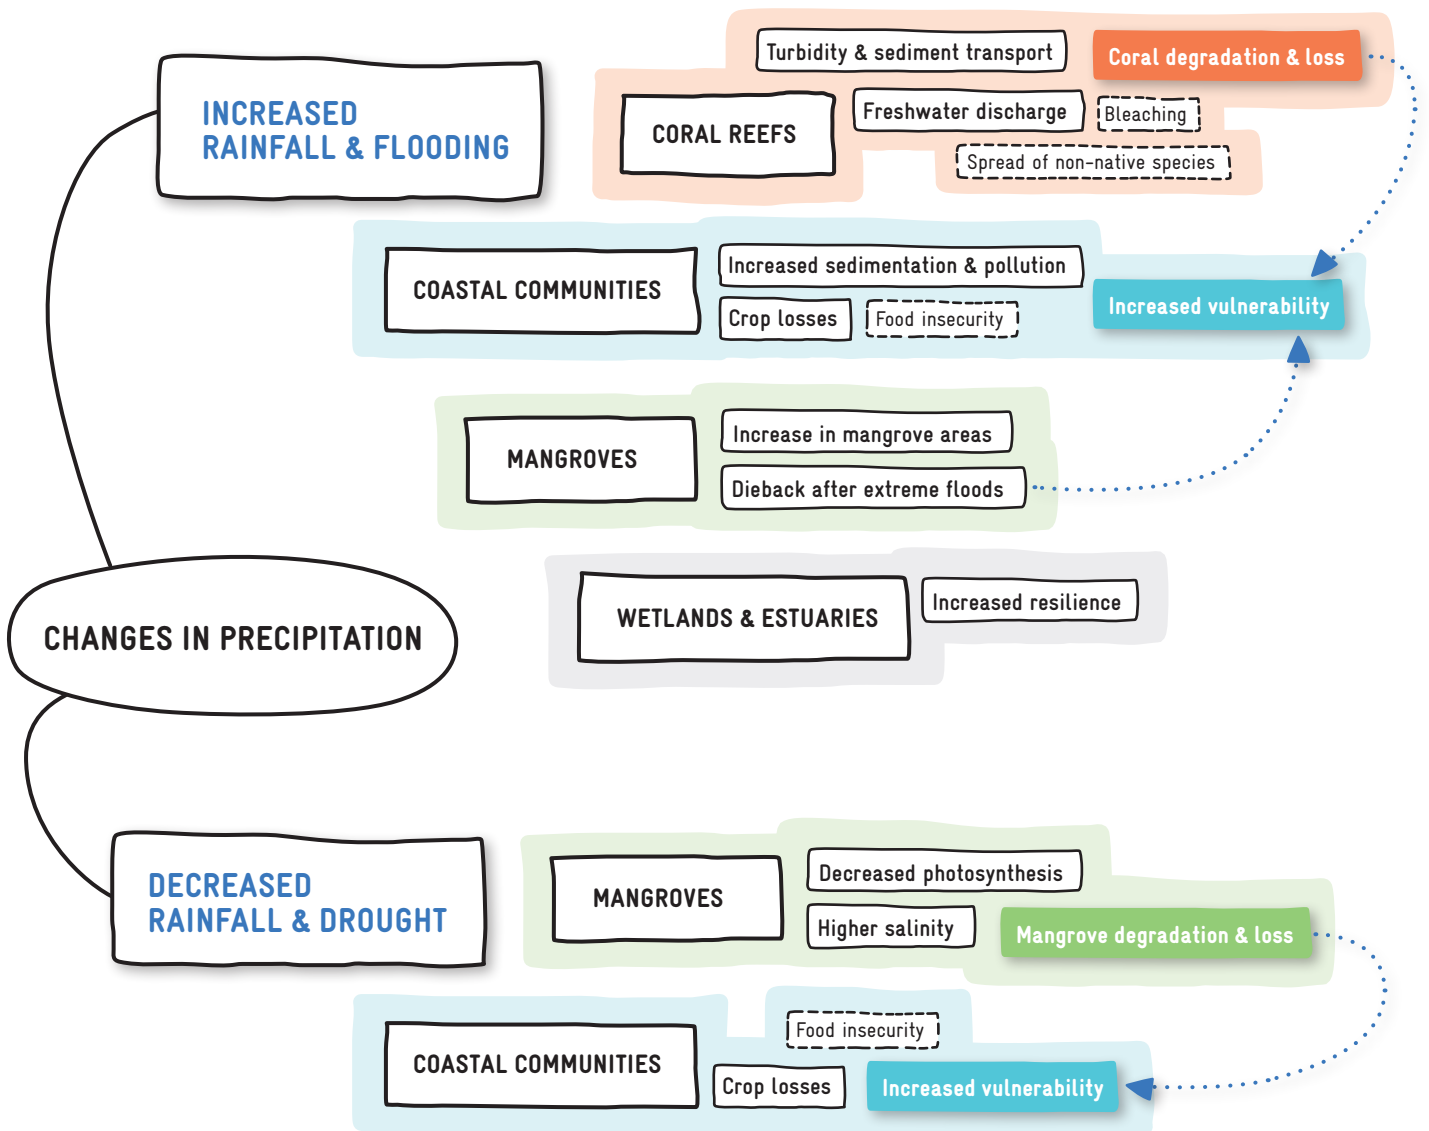 INCREASED
RAINFALL & FLOODING
CORAL REEFS
Turbidity & sediment transport
Coral degradation & loss
Freshwater discharge
Bleaching
Spread of non-native species
COASTAL COMMUNITIES
Increased sedimentation & pollution
Crop losses
Food insecurity
Increased vulnerability
MANGROVES
Increase in mangrove areas
Dieback after extreme floods
WETLANDS & ESTUARIES
Increased resilience
CHANGES IN PRECIPITATION
DECREASED
RAINFALL & DROUGHT
MANGROVES
Decreased photosynthesis
Higher salinity
Mangrove degradation & loss
COASTAL COMMUNITIES
Food insecurity
Crop losses
Increased vulnerability